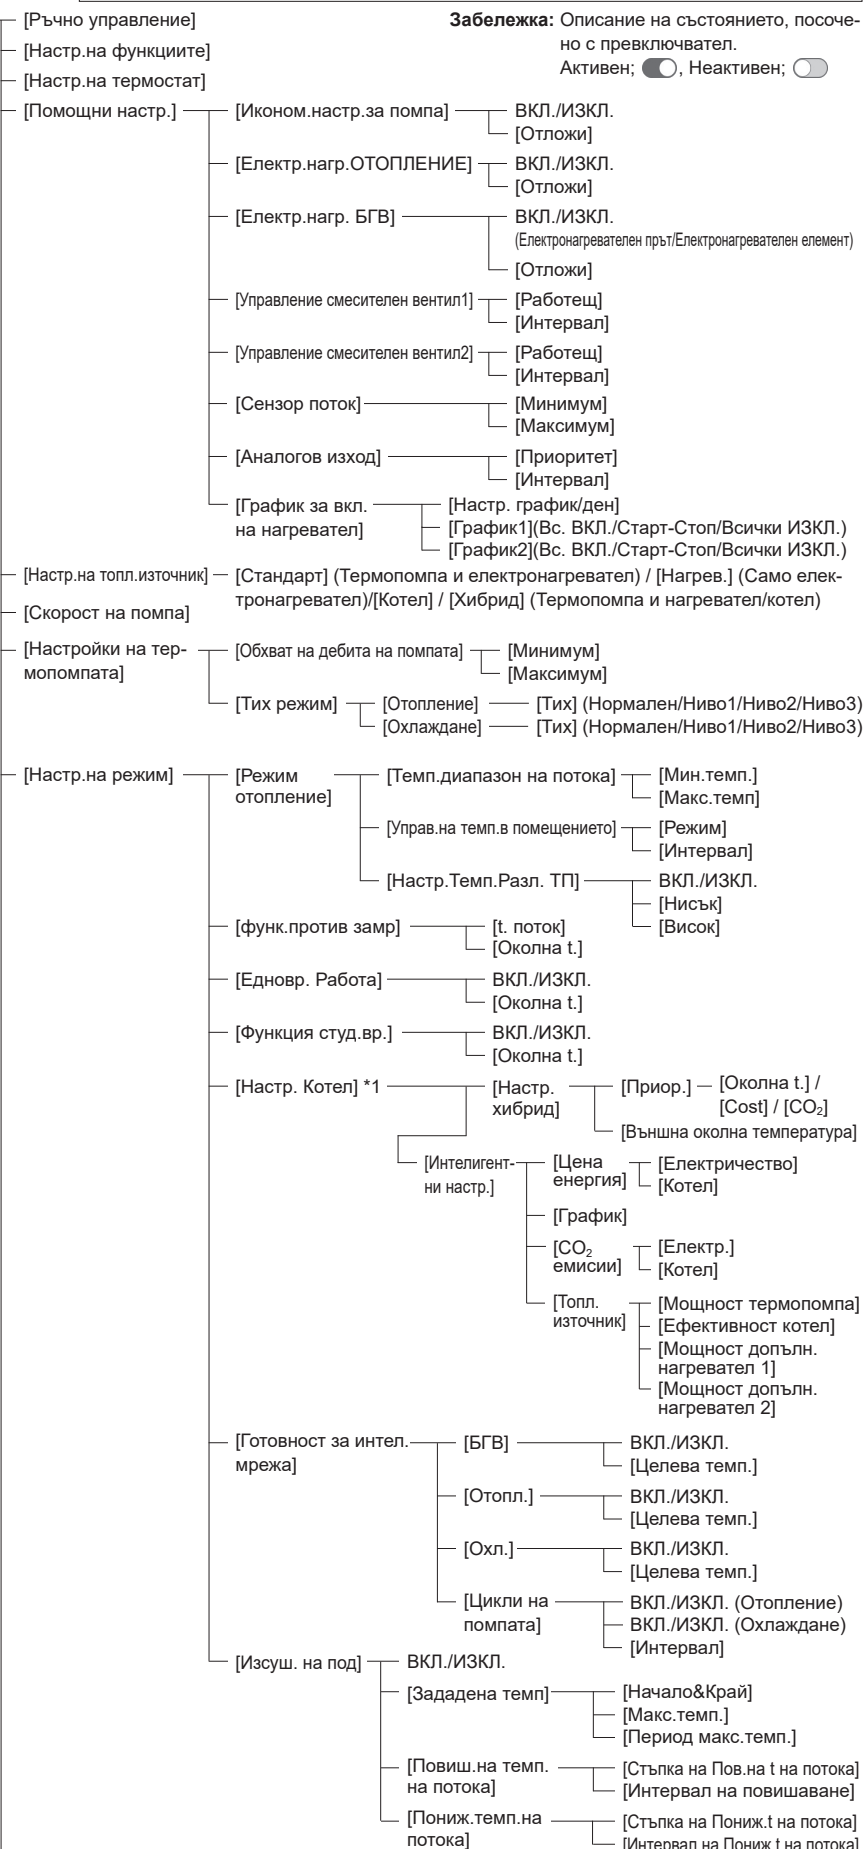 [Ръчно управление]
Забележка: Описание на състоянието, посоче-
но с превключвател.
Активен; , Неактивен;
[Настр.на функциите]
[Настр.на термостат]
[Помощни настр.]
[Иконом.настр.за помпа]
ВКЛ./ИЗКЛ.
[Отложи]
[Електр.нагр.ОТОПЛЕНИЕ]
ВКЛ./ИЗКЛ.
[Отложи]
[Електр.нагр. БГВ]
ВКЛ./ИЗКЛ.
(Електронагревателен прът/Електронагревателен елемент)
[Отложи]
[Управление смесителен вентил1]
[Работещ]
[Интервал]
[Управление смесителен вентил2]
[Работещ]
[Интервал]
[Сензор поток]
[Минимум]
[Максимум]
[Аналогов изход]
[Приоритет]
[Интервал]
[График за вкл.
на нагревател]
[Настр. график/ден]
[График1](Вс. ВКЛ./Старт-Стоп/Всички ИЗКЛ.)
[График2](Вс. ВКЛ./Старт-Стоп/Всички ИЗКЛ.)
[Настр.на топл.източник]
[Стандарт] (Термопомпа и електронагревател) / [Нагрев.] (Само елек-
тронагревател)/[Котел] / [Хибрид] (Термопомпа и нагревател/котел)
[Скорост на помпа]
[Настройки на тер-
мопомпата]
[Обхват на дебита на помпата]
[Минимум]
[Максимум]
[Тих режим]
[Отопление]
[Тих] (Нормален/Ниво1/Ниво2/Ниво3)
[Охлаждане]
[Тих] (Нормален/Ниво1/Ниво2/Ниво3)
[Настр.на режим]
[Режим
отопление]
[Темп.диапазон на потока]
[Мин.темп.]
[Макс.темп]
[Управ.на темп.в помещението]
[Режим]
[Интервал]
[Настр.Темп.Разл. ТП]
ВКЛ./ИЗКЛ.
[Нисък]
[Висок]
[функ.против замр]
[t. поток]
[Околна t.]
[Едновр. Работа]
ВКЛ./ИЗКЛ.
[Околна t.]
[Функция студ.вр.]
ВКЛ./ИЗКЛ.
[Околна t.]
[Настр. Котел] *1
[Настр.
хибрид]
[Приор.]
[Околна t.] /
[Cost] / [CO₂]
[Външна околна температура]
[Интелигент-
ни настр.]
[Цена
енергия]
[Електричество]
[Котел]
[График]
[CO₂
емисии]
[Електр.]
[Котел]
[Топл.
източник]
[Мощност термопомпа]
[Ефективност котел]
[Мощност допълн.
нагревател 1]
[Мощност допълн.
нагревател 2]
[Готовност за интел.
мрежа]
[БГВ]
ВКЛ./ИЗКЛ.
[Целева темп.]
[Отопл.]
ВКЛ./ИЗКЛ.
[Целева темп.]
[Охл.]
ВКЛ./ИЗКЛ.
[Целева темп.]
[Цикли на
помпата]
ВКЛ./ИЗКЛ. (Отопление)
ВКЛ./ИЗКЛ. (Охлаждане)
[Интервал]
[Изсуш. на под]
ВКЛ./ИЗКЛ.
[Зададена темп]
[Начало&Край]
[Макс.темп.]
[Период макс.темп.]
[Повиш.на темп.
на потока]
[Стъпка на Пов.на t на потока]
[Интервал на повишаване]
[Пониж.темп.на
потока]
[Стъпка на Пониж.t на потока]
[Интервал на Пониж.t на потока]